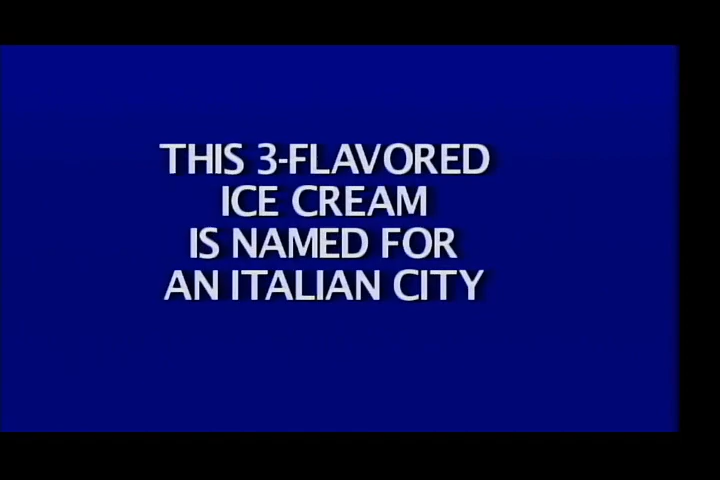 THIS 3-FLAVORED
ICE CREAM
IS NAMED FOR
AN ITALIAN CITY